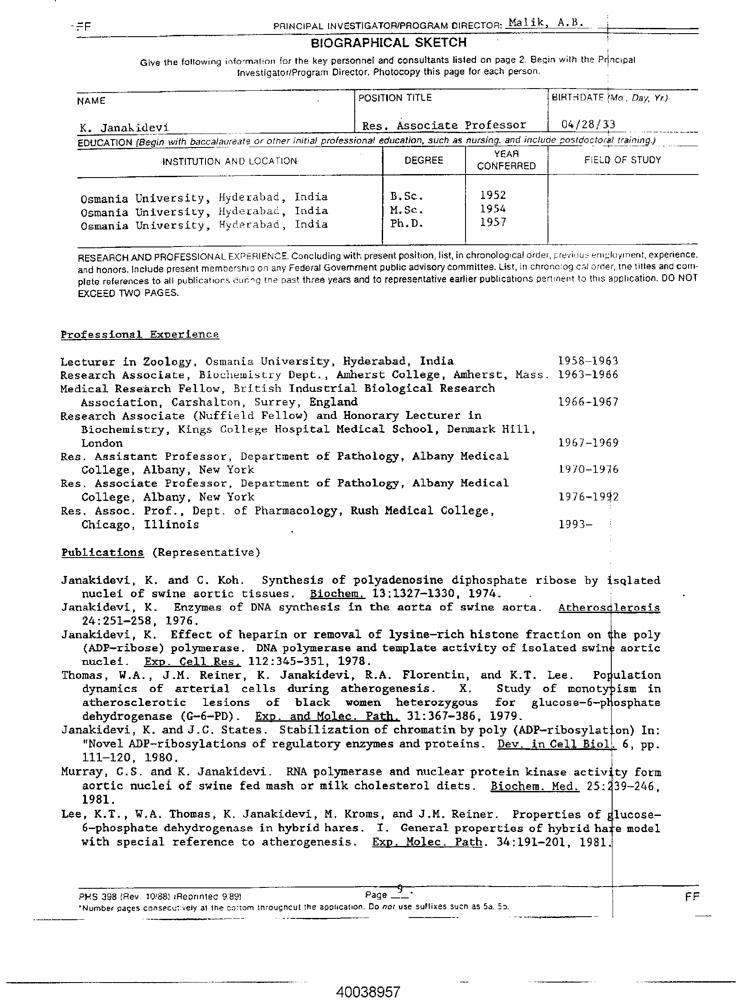 FF
PRINCIPAL INVESTIGATOR/PROGRAM DIRECTOR: Malik, A.B.
BIOGRAPHICAL SKETCH
Give the following information for the key personnel and consultants listed on page 2. Begin with the Principal
Investigator/Program Director. Photocopy this page for each person.
NAME POSITION TITLE BIRTHDATE (Mo., Day, Yr.)
K. Janakidevi Res. Associate Professor 04/28/33
EDUCATION (Begin with baccalaureate or other initial professional education, such as nursing, and include postdoctoral training.)
INSTITUTION AND LOCATION DEGREE YEAR CONFERRED FIELD OF STUDY
Osmania University, Hyderabad, India B.Sc. 1952
Osmania University, Hyderabad, India M.Sc. 1954
Osmania University, Hyderabad, India Ph.D. 1957
RESEARCH AND PROFESSIONAL EXPERIENCE. Concluding with present position, list, in chronological order, previous employment, experience,
and honors. Include present membership on any Federal Government public advisory committee. List, in chronological order, the titles and com-
plete references to all publications during the past three years and to representative earlier publications pertinent to this application. DO NOT
EXCEED TWO PAGES.
Professional Experience
Lecturer in Zoology, Osmania University, Hyderabad, India 1958-1963
Research Associate, Biochemistry Dept., Amherst College, Amherst, Mass. 1963-1966
Medical Research Fellow, British Industrial Biological Research
Association, Carshalton, Surrey, England 1966-1967
Research Associate (Nuffield Fellow) and Honorary Lecturer in
Biochemistry, Kings College Hospital Medical School, Denmark Hill,
London 1967-1969
Res. Assistant Professor, Department of Pathology, Albany Medical
College, Albany, New York 1970-1976
Res. Associate Professor, Department of Pathology, Albany Medical
College, Albany, New York 1976-1992
Res. Assoc. Prof., Dept. of Pharmacology, Rush Medical College,
Chicago, Illinois 1993-
Publications (Representative)
Janakidevi, K. and C. Koh. Synthesis of polyadenosine diphosphate ribose by isolated
nuclei of swine aortic tissues. Biochem. 13:1327-1330, 1974.
Janakidevi, K. Enzymes of DNA synthesis in the aorta of swine aorta. Atherosclerosis
24:251-258, 1976.
Janakidevi, K. Effect of heparin or removal of lysine-rich histone fraction on the poly
(ADP-ribose) polymerase. DNA polymerase and template activity of isolated swine aortic
nuclei. Exp. Cell Res. 112:345-351, 1978.
Thomas, W.A., J.M. Reiner, K. Janakidevi, R.A. Florentin, and K.T. Lee. Population
dynamics of arterial cells during atherogenesis. X. Study of monotypism in
atherosclerotic lesions of black women heterozygous for glucose-6-phosphate
dehydrogenase (G-6-PD). Exp. and Molec. Path. 31:367-386, 1979.
Janakidevi, K. and J.C. States. Stabilization of chromatin by poly (ADP-ribosylation) In:
"Novel ADP-ribosylations of regulatory enzymes and proteins. Dev. in Cell Biol. 6, pp.
111-120, 1980.
Murray, C.S. and K. Janakidevi. RNA polymerase and nuclear protein kinase activity form
aortic nuclei of swine fed mash or milk cholesterol diets. Biochem. Med. 25:239-246,
1981.
Lee, K.T., W.A. Thomas, K. Janakidevi, M. Kroms, and J.M. Reiner. Properties of glucose-
6-phosphate dehydrogenase in hybrid hares. I. General properties of hybrid hare model
with special reference to atherogenesis. Exp. Molec. Path. 34:191-201, 1981.
PHS 398 (Rev. 10/88) (Reprinted 9/89) Page 9 * FF
*Number pages consecutively at the bottom throughout the application. Do not use suffixes such as 5a, 5b.
40038957